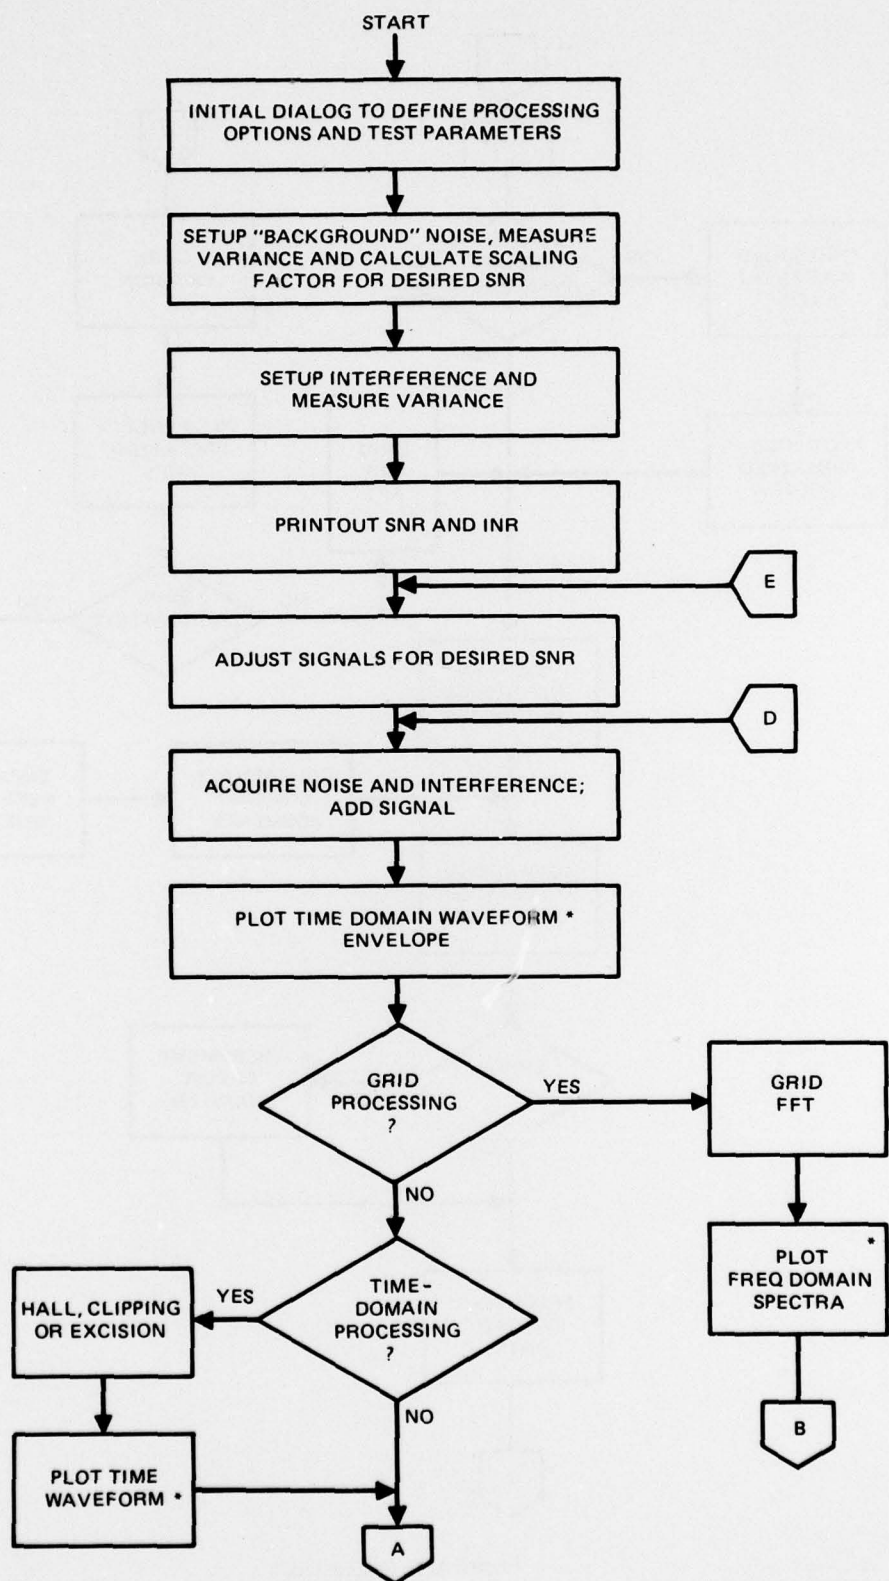 START
INITIAL DIALOG TO DEFINE PROCESSING
OPTIONS AND TEST PARAMETERS
SETUP "BACKGROUND" NOISE, MEASURE
VARIANCE AND CALCULATE SCALING
FACTOR FOR DESIRED SNR
SETUP INTERFERENCE AND
MEASURE VARIANCE
PRINTOUT SNR AND INR
E
ADJUST SIGNALS FOR DESIRED SNR
D
ACQUIRE NOISE AND INTERFERENCE;
ADD SIGNAL
PLOT TIME DOMAIN WAVEFORM *
ENVELOPE
GRID
PROCESSING
?
YES
GRID
FFT
NO
*
PLOT
FREQ DOMAIN
SPECTRA
TIME-
DOMAIN
PROCESSING
?
YES
HALL, CLIPPING
OR EXCISION
NO
B
PLOT TIME
WAVEFORM *
A